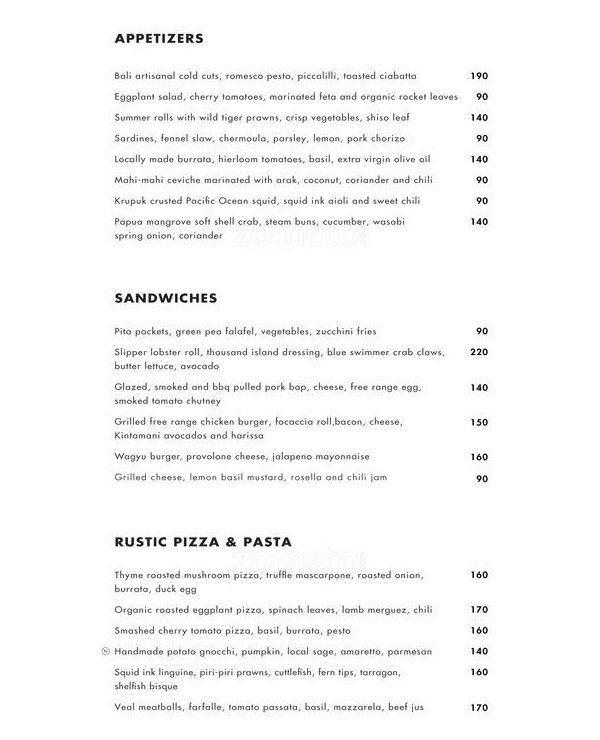 APPETIZERS
Bali artisanal cold cuts, romesco pesto, piccalilli, toasted ciabatta 190
Eggplant salad, cherry tomatoes, marinated feta and organic rocket leaves 90
Summer rolls with wild tiger prawns, crisp vegetables, shiso leaf 140
Sardines, fennel slaw, chermoula, parsley, lemon, pork chorizo 90
Locally made burrata, hierloom tomatoes, basil, extra virgin olive oil 140
Mahi-mahi ceviche marinated with arak, coconut, coriander and chili 90
Krupuk crusted Pacific Ocean squid, squid ink aioli and sweet chili 90
Papua mangrove soft shell crab, steam buns, cucumber, wasabi 140
spring onion, coriander
zomato
SANDWICHES
Pita pockets, green pea falafel, vegetables, zucchini fries 90
Slipper lobster roll, thousand island dressing, blue swimmer crab claws, 220
butter lettuce, avocado
Glazed, smoked and bbq pulled pork bap, cheese, free range egg, 140
smoked tomato chutney
Grilled free range chicken burger, focaccia roll,bacon, cheese, 150
Kintamani avocados and harissa
Wagyu burger, provolone cheese, jalapeno mayonnaise 160
Grilled cheese, lemon basil mustard, rosella and chili jam 90
RUSTIC PIZZA & PASTA
zomato
Thyme roasted mushroom pizza, truffle mascarpone, roasted onion, 160
burrata, duck egg
Organic roasted eggplant pizza, spinach leaves, lamb merguez, chili 170
Smashed cherry tomato pizza, basil, burrata, pesto 160
Handmade potato gnocchi, pumpkin, local sage, amaretto, parmesan 140
Squid ink linguine, piri-piri prawns, cuttlefish, fern tips, tarragon, 160
shelfish bisque
Veal meatballs, farfalle, tomato passata, basil, mozzarela, beef jus 170